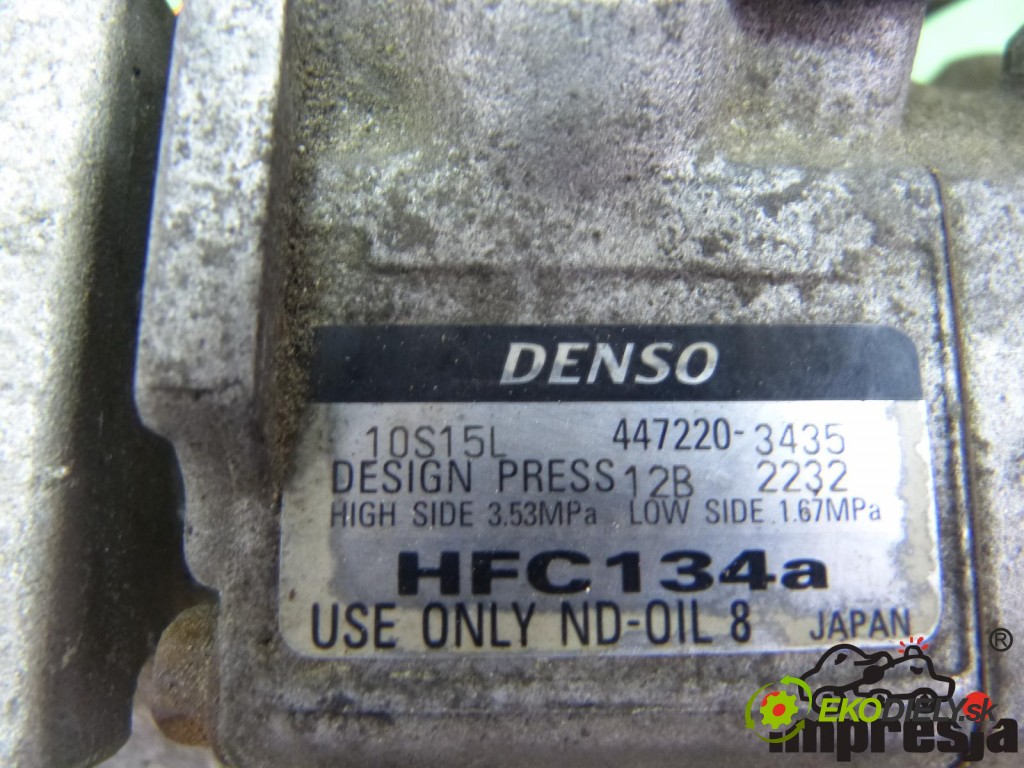 DENSO
10S15L 447220-3435
DESIGN PRESS 12B 2232
HIGH SIDE 3.53MPa LOW SIDE 1.67MPa
HFC134a
USE ONLY ND-OIL 8 JAPAN
®
EKODIELY.sk
impresja